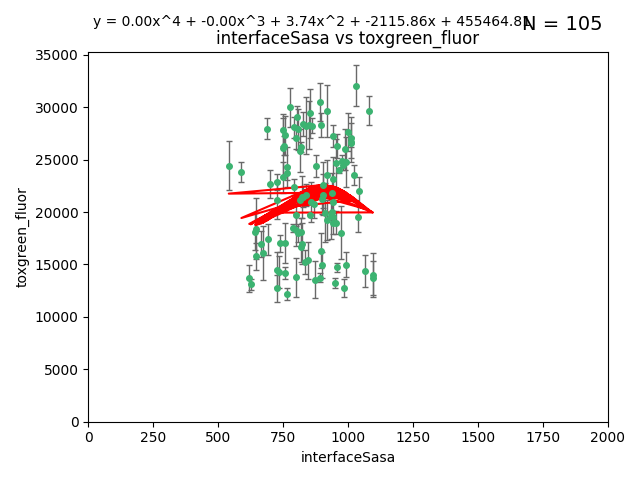 y = 0.00x^4 + -0.00x^3 + 3.74x^2 + -2115.86x + 455464.81
N = 105
interfaceSasa vs toxgreen_fluor
35000
30000
25000
20000
15000
10000
5000
0
toxgreen_fluor
0 250 500 750 1000 1250 1500 1750 2000
interfaceSasa